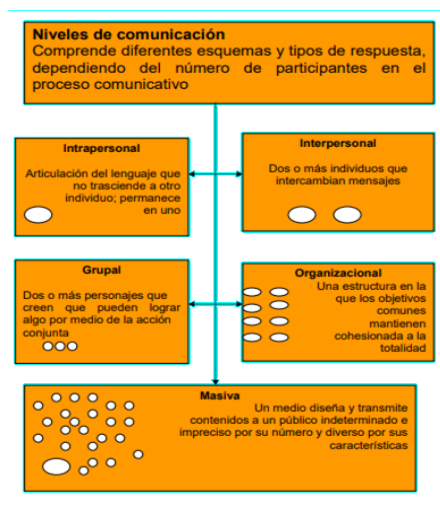 Niveles de comunicación
Comprende diferentes esquemas y tipos de respuesta,
dependiendo del número de participantes en el
proceso comunicativo
Intrapersonal
Articulación del lenguaje que
no trasciende a otro
individuo; permanece
en uno
Interpersonal
Dos o más individuos que
intercambian mensajes
Grupal
Dos o más personajes que
creen que pueden lograr
algo por medio de la acción
conjunta
Organizacional
Una estructura en la
que los objetivos
comunes
mantienen
cohesionada a la
totalidad
Masiva
Un medio diseña y transmite
contenidos a un público indeterminado e
impreciso por su número y diverso por sus
características